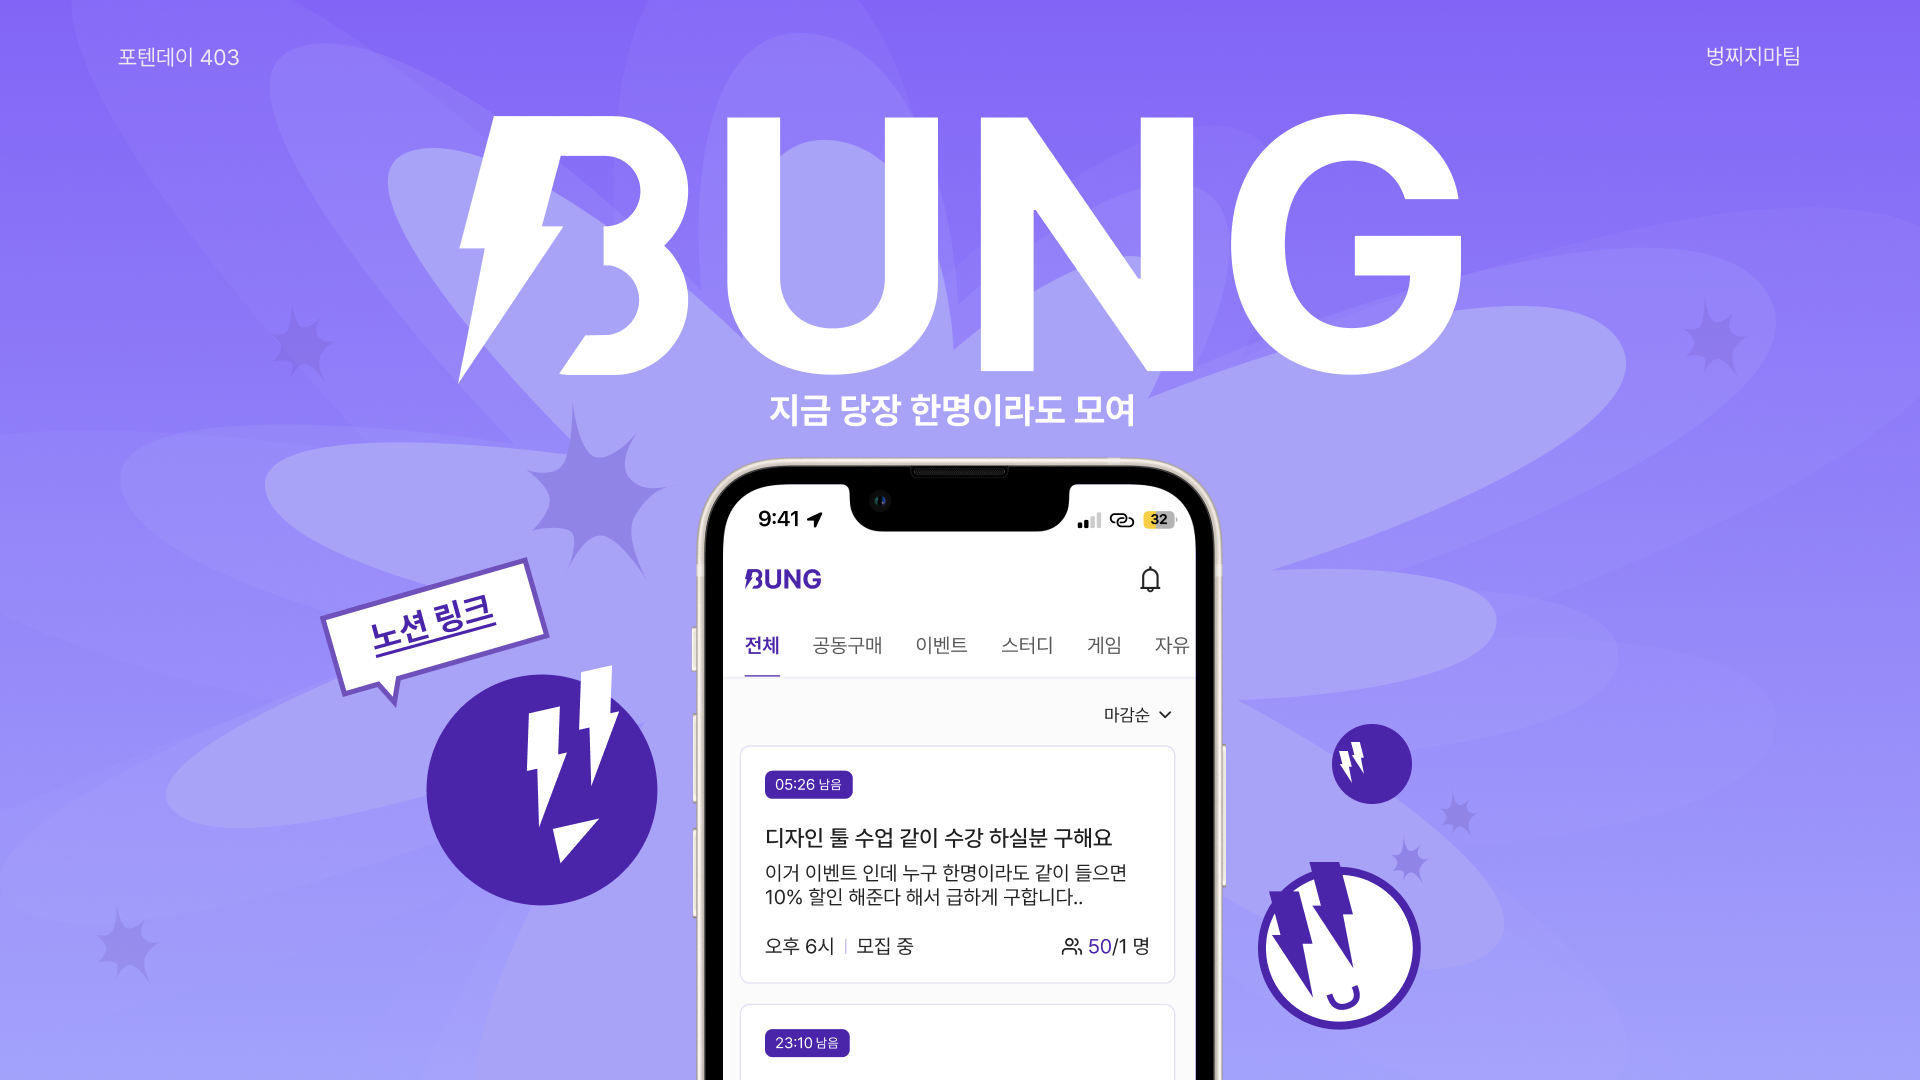 포텐데이 403
벙찌지마팀
BUNG
지금 당장 한명이라도 모여
9:41
32
BUNG
노션 링크
전체 공동구매 이벤트 스터디 게임 자유
마감순
05:26 남음
디자인 툴 수업 같이 수강 하실분 구해요
이거 이벤트 인데 누구 한명이라도 같이 들으면
10% 할인 해준다 해서 급하게 구합니다..
오후 6시 | 모집 중 50/1 명
23:10 남음